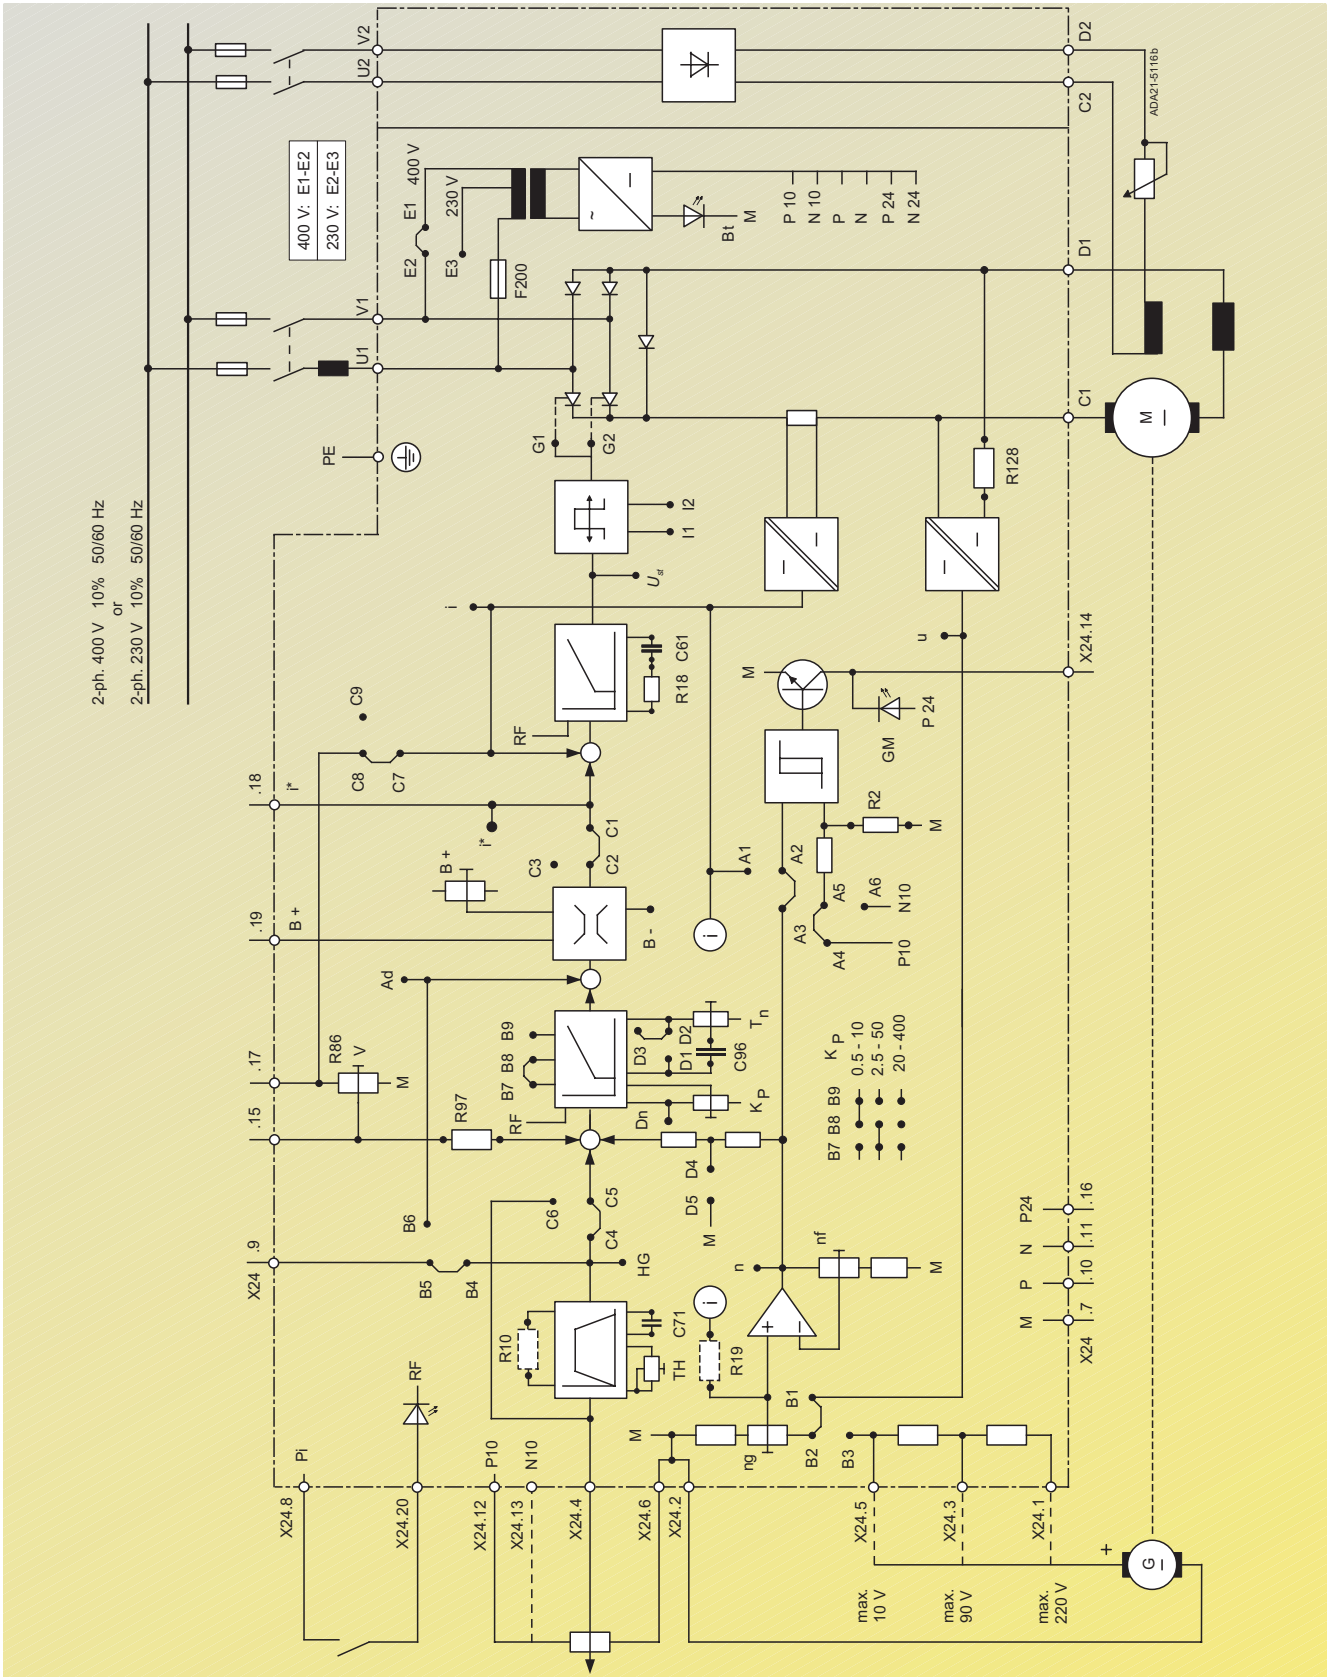 V2
U2
D2
C2
ADA21-5116b
400 V: E1-E2
230 V: E2-E3
E1
400 V
E2
E3
230 V
F200
~
Bt
M
P 10
N 10
P
N
P 24
N 24
D1
V1
U1
C1
M
PE
G1
G2
R128
2-ph. 400 V 10% 50/60 Hz
or
2-ph. 230 V 10% 50/60 Hz
I1
I2
U st
i
u
X24.14
RF
R18
C61
M
C9
C8
C7
GM
P 24
.18
i*
i*
C1
C2
C3
R2
M
A2
A1
B +
.19
B +
B -
i
A3
A5
A6
A4
P10
N10
Ad
.17
R86
V
M
B7
B8
B9
RF
D3
D1
D2
C96
T n
Dn
K P
K P
B7 B8 B9
0.5 - 10
2.5 - 50
20 - 400
.15
R97
D4
D5
M
B6
C6
C5
C4
X24
.9
B5
B4
HG
n
nf
M
M
P
N
P24
X24
.7
.10
.11
.16
R10
C71
TH
i
R19
+
–
RF
M
ng
B1
B2
B3
Pi
P10
N10
X24.8
X24.20
X24.12
X24.13
X24.4
X24.6
X24.2
X24.5
X24.3
X24.1
max.
10 V
max.
90 V
max.
220 V
+
G